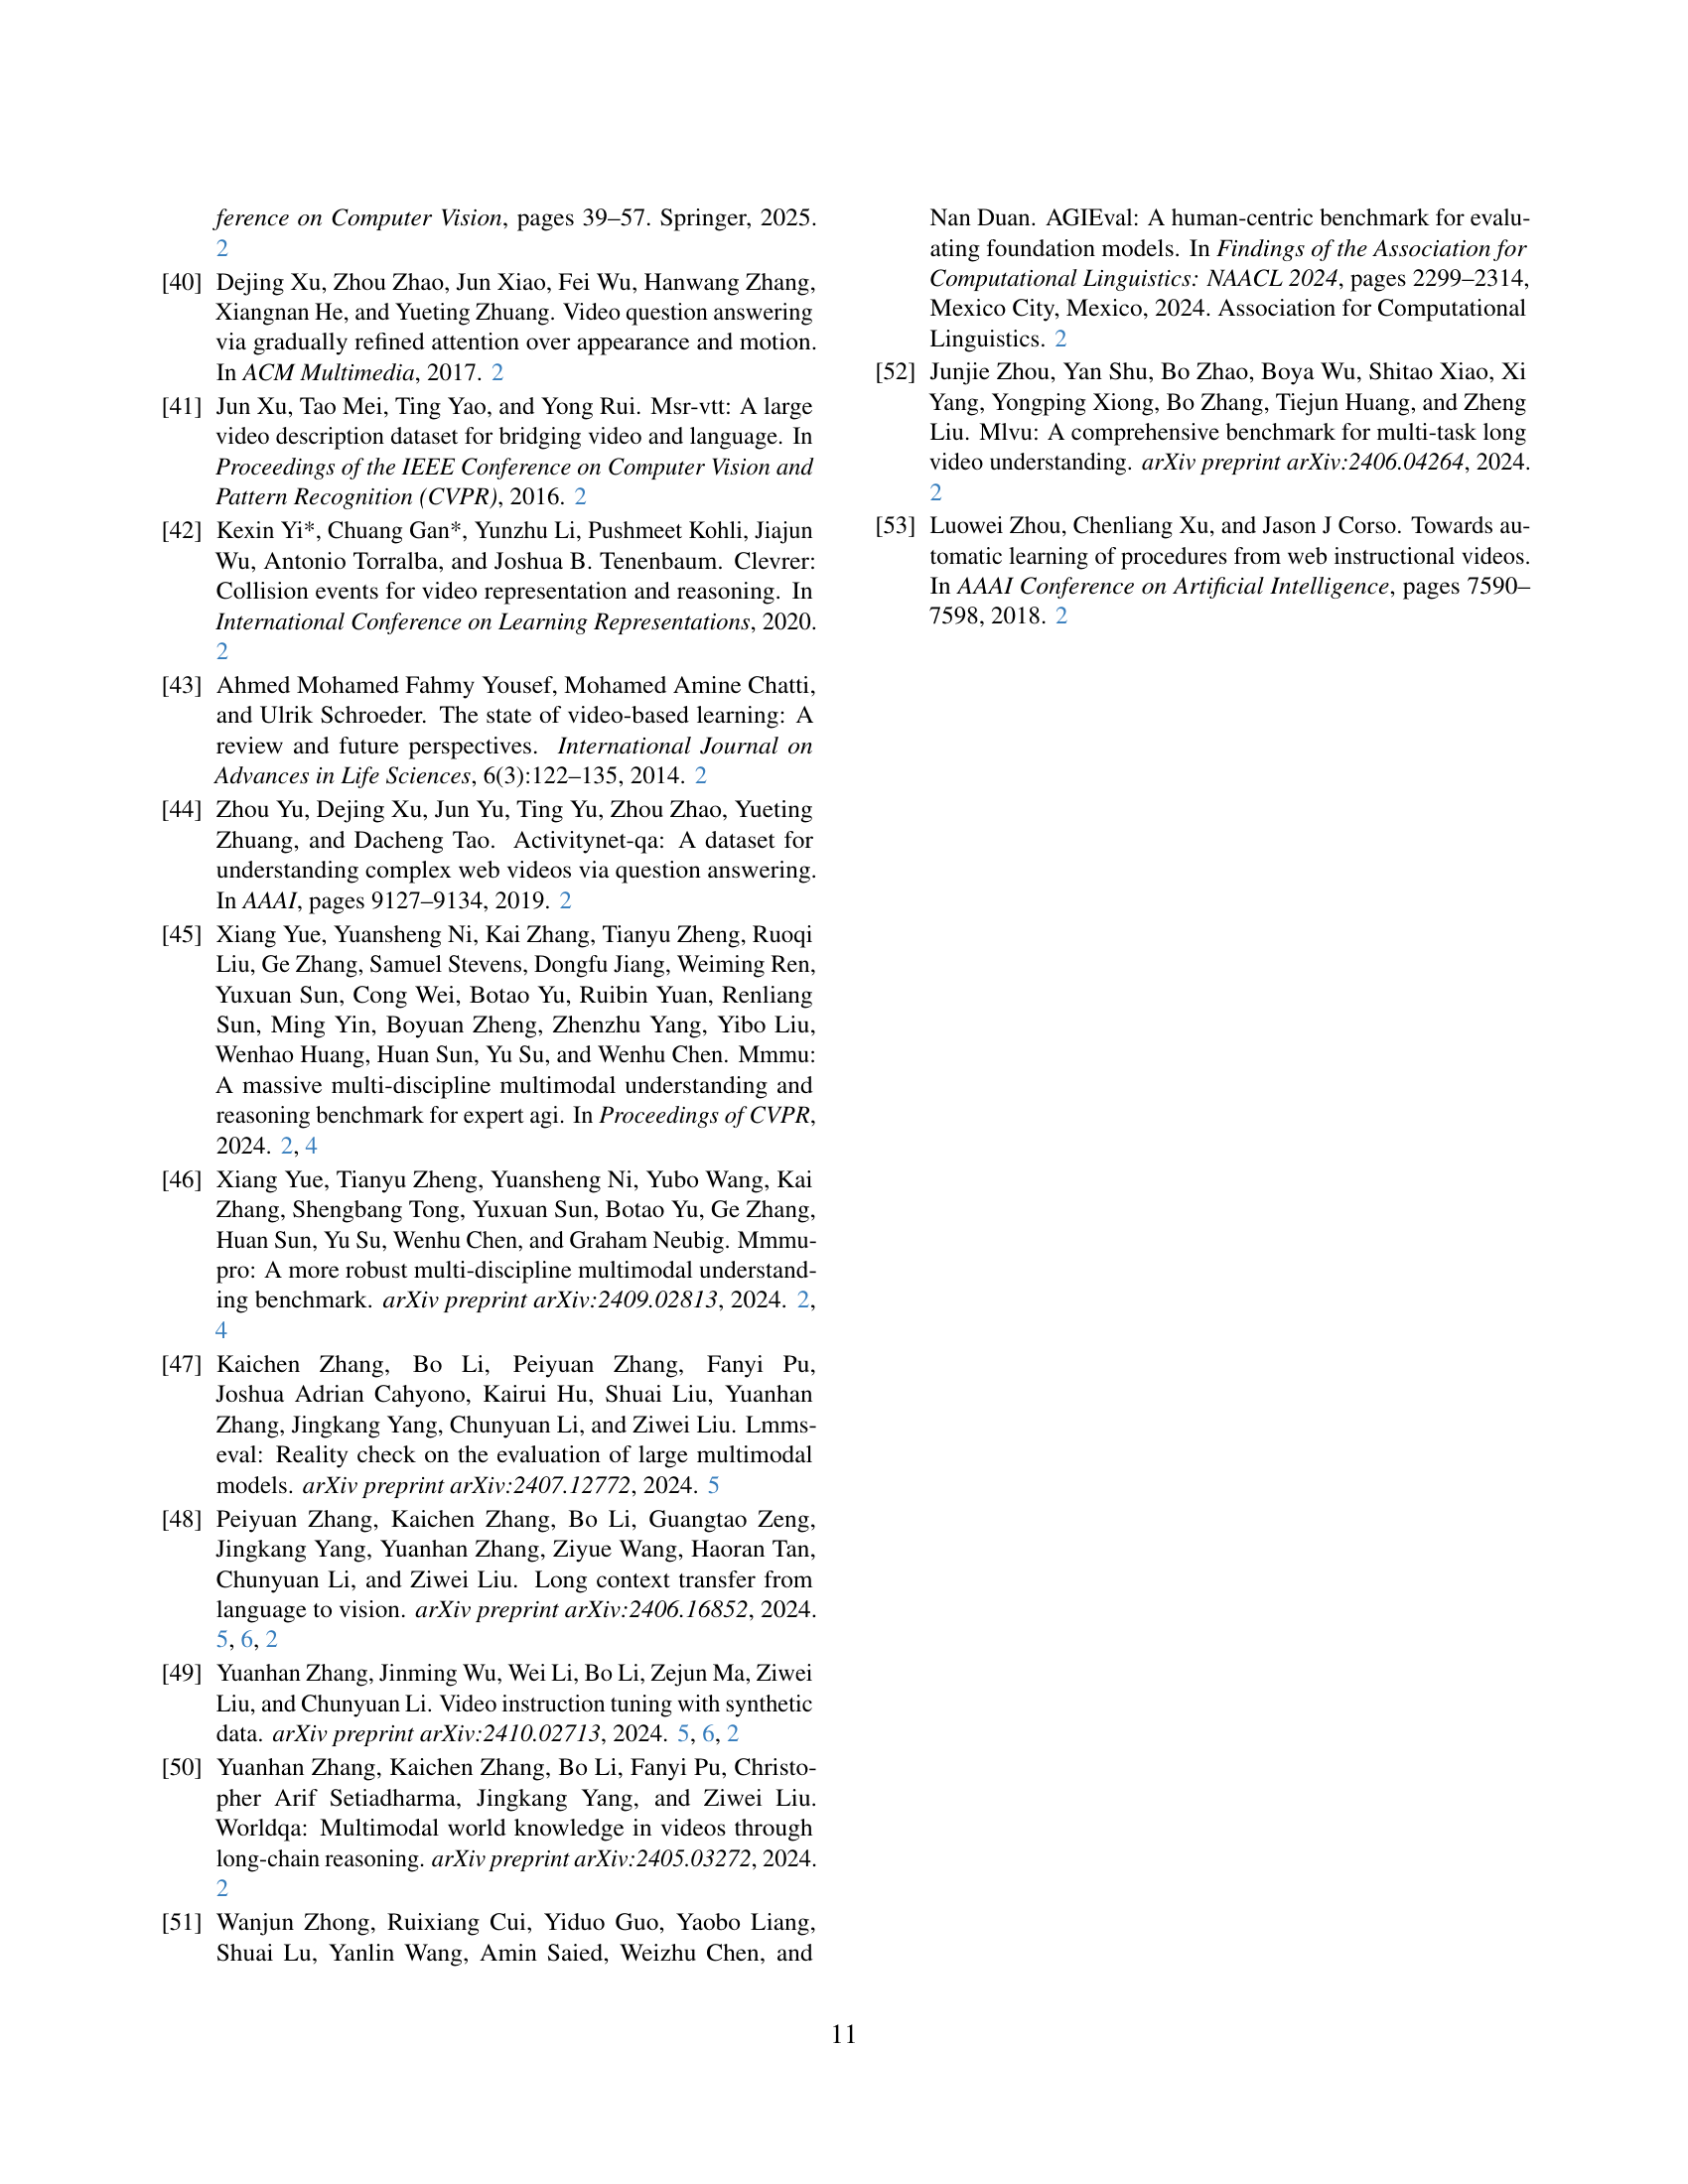 ference on Computer Vision, pages 39–57. Springer, 2025.
2
[40] Dejing Xu, Zhou Zhao, Jun Xiao, Fei Wu, Hanwang Zhang,
Xiangnan He, and Yueting Zhuang. Video question answering
via gradually refined attention over appearance and motion.
In ACM Multimedia, 2017. 2
[41] Jun Xu, Tao Mei, Ting Yao, and Yong Rui. Msr-vtt: A large
video description dataset for bridging video and language. In
Proceedings of the IEEE Conference on Computer Vision and
Pattern Recognition (CVPR), 2016. 2
[42] Kexin Yi*, Chuang Gan*, Yunzhu Li, Pushmeet Kohli, Jiajun
Wu, Antonio Torralba, and Joshua B. Tenenbaum. Clevrer:
Collision events for video representation and reasoning. In
International Conference on Learning Representations, 2020.
2
[43] Ahmed Mohamed Fahmy Yousef, Mohamed Amine Chatti,
and Ulrik Schroeder. The state of video-based learning: A
review and future perspectives. International Journal on
Advances in Life Sciences, 6(3):122–135, 2014. 2
[44] Zhou Yu, Dejing Xu, Jun Yu, Ting Yu, Zhou Zhao, Yueting
Zhuang, and Dacheng Tao. Activitynet-qa: A dataset for
understanding complex web videos via question answering.
In AAAI, pages 9127–9134, 2019. 2
[45] Xiang Yue, Yuansheng Ni, Kai Zhang, Tianyu Zheng, Ruoqi
Liu, Ge Zhang, Samuel Stevens, Dongfu Jiang, Weiming Ren,
Yuxuan Sun, Cong Wei, Botao Yu, Ruibin Yuan, Renliang
Sun, Ming Yin, Boyuan Zheng, Zhenzhu Yang, Yibo Liu,
Wenhao Huang, Huan Sun, Yu Su, and Wenhu Chen. Mmmu:
A massive multi-discipline multimodal understanding and
reasoning benchmark for expert agi. In Proceedings of CVPR,
2024. 2, 4
[46] Xiang Yue, Tianyu Zheng, Yuansheng Ni, Yubo Wang, Kai
Zhang, Shengbang Tong, Yuxuan Sun, Botao Yu, Ge Zhang,
Huan Sun, Yu Su, Wenhu Chen, and Graham Neubig. Mmmu-
pro: A more robust multi-discipline multimodal understand-
ing benchmark. arXiv preprint arXiv:2409.02813, 2024. 2,
4
[47] Kaichen Zhang, Bo Li, Peiyuan Zhang, Fanyi Pu,
Joshua Adrian Cahyono, Kairui Hu, Shuai Liu, Yuanhan
Zhang, Jingkang Yang, Chunyuan Li, and Ziwei Liu. Lmms-
eval: Reality check on the evaluation of large multimodal
models. arXiv preprint arXiv:2407.12772, 2024. 5
[48] Peiyuan Zhang, Kaichen Zhang, Bo Li, Guangtao Zeng,
Jingkang Yang, Yuanhan Zhang, Ziyue Wang, Haoran Tan,
Chunyuan Li, and Ziwei Liu. Long context transfer from
language to vision. arXiv preprint arXiv:2406.16852, 2024.
5, 6, 2
[49] Yuanhan Zhang, Jinming Wu, Wei Li, Bo Li, Zejun Ma, Ziwei
Liu, and Chunyuan Li. Video instruction tuning with synthetic
data. arXiv preprint arXiv:2410.02713, 2024. 5, 6, 2
[50] Yuanhan Zhang, Kaichen Zhang, Bo Li, Fanyi Pu, Christo-
pher Arif Setiadharma, Jingkang Yang, and Ziwei Liu.
Worldqa: Multimodal world knowledge in videos through
long-chain reasoning. arXiv preprint arXiv:2405.03272, 2024.
2
[51] Wanjun Zhong, Ruixiang Cui, Yiduo Guo, Yaobo Liang,
Shuai Lu, Yanlin Wang, Amin Saied, Weizhu Chen, and
Nan Duan. AGIEval: A human-centric benchmark for evalu-
ating foundation models. In Findings of the Association for
Computational Linguistics: NAACL 2024, pages 2299–2314,
Mexico City, Mexico, 2024. Association for Computational
Linguistics. 2
[52] Junjie Zhou, Yan Shu, Bo Zhao, Boya Wu, Shitao Xiao, Xi
Yang, Yongping Xiong, Bo Zhang, Tiejun Huang, and Zheng
Liu. Mlvu: A comprehensive benchmark for multi-task long
video understanding. arXiv preprint arXiv:2406.04264, 2024.
2
[53] Luowei Zhou, Chenliang Xu, and Jason J Corso. Towards au-
tomatic learning of procedures from web instructional videos.
In AAAI Conference on Artificial Intelligence, pages 7590–
7598, 2018. 2
11